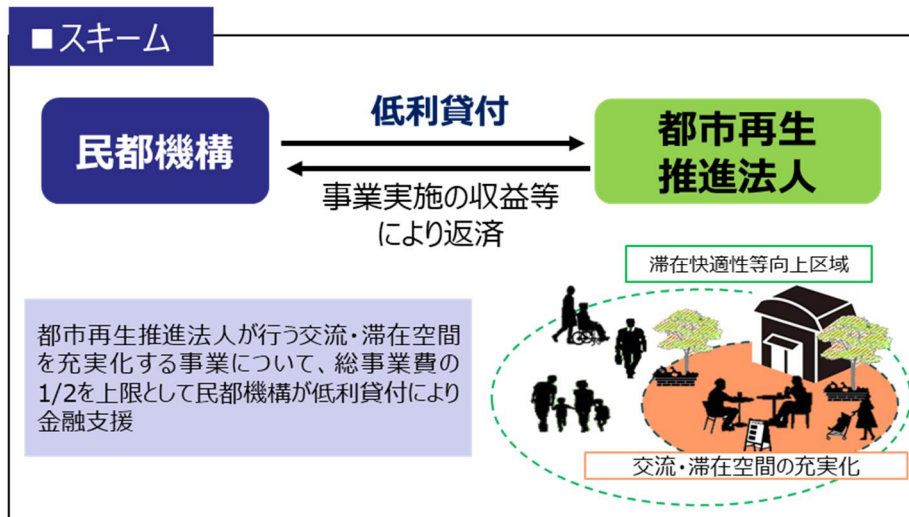 ■スキーム
民都機構
低利貸付
都市再生
推進法人
事業実施の収益等
により返済
滞在快適性等向上区域
都市再生推進法人が行う交流・滞在空間
を充実化する事業について、総事業費の
1/2を上限として民都機構が低利貸付により
金融支援
交流・滞在空間の充実化